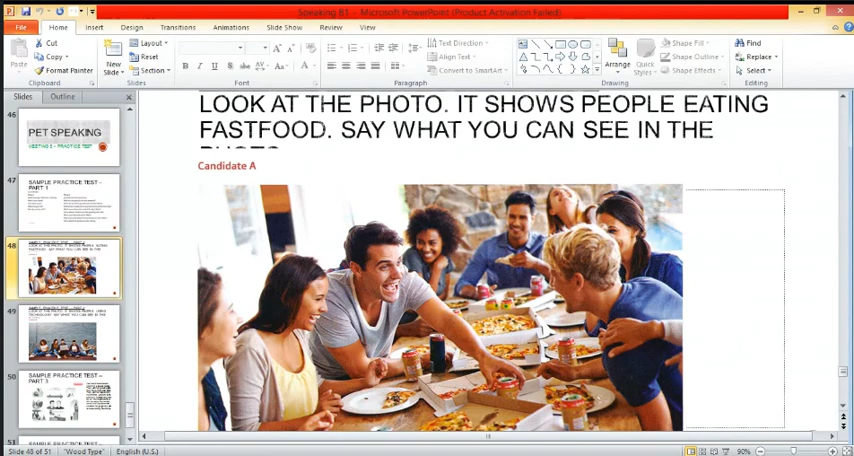 Speaking B1 - Microsoft PowerPoint (Product Activation Failed)
File Home Insert Design Transitions Animations Slide Show Review View
Paste
Cut
Copy
Format Painter
Clipboard
New Slide
Layout
Reset
Section
Slides
Font
Paragraph
Text Direction
Align Text
Convert to SmartArt
Arrange
Quick Styles
Shape Fill
Shape Outline
Shape Effects
Drawing
Find
Replace
Select
Editing
Slides Outline
46
PET SPEAKING
47
SAMPLE PRACTICE TEST – PART 1
48
49
50
SAMPLE PRACTICE TEST – PART 3
51
LOOK AT THE PHOTO. IT SHOWS PEOPLE EATING
FASTFOOD. SAY WHAT YOU CAN SEE IN THE
PHOTO
Candidate A
Slide 48 of 51 "Wood Type" English (U.S.) 90%